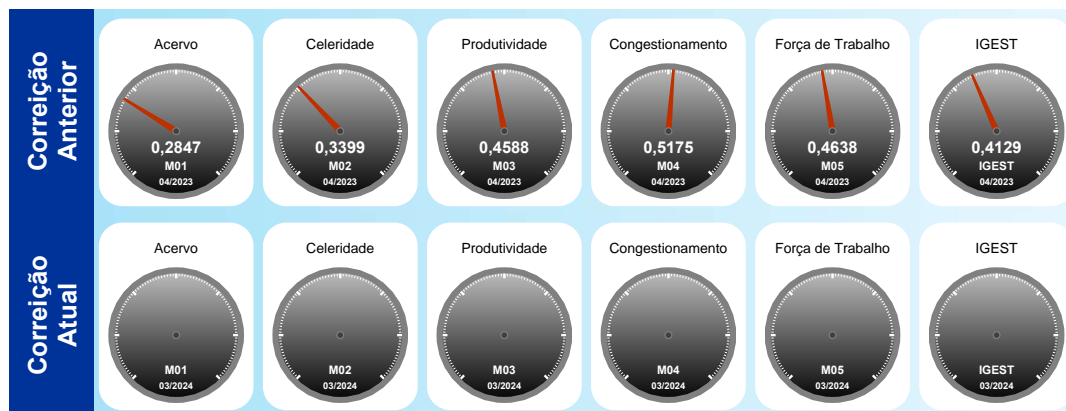 Correição
Anterior
Acervo
0,2847
M01
04/2023
Celeridade
0,3399
M02
04/2023
Produtividade
0,4588
M03
04/2023
Congestionamento
0,5175
M04
04/2023
Força de Trabalho
0,4638
M05
04/2023
IGEST
0,4129
IGEST
04/2023
Correição
Atual
Acervo
M01
03/2024
Celeridade
M02
03/2024
Produtividade
M03
03/2024
Congestionamento
M04
03/2024
Força de Trabalho
M05
03/2024
IGEST
IGEST
03/2024